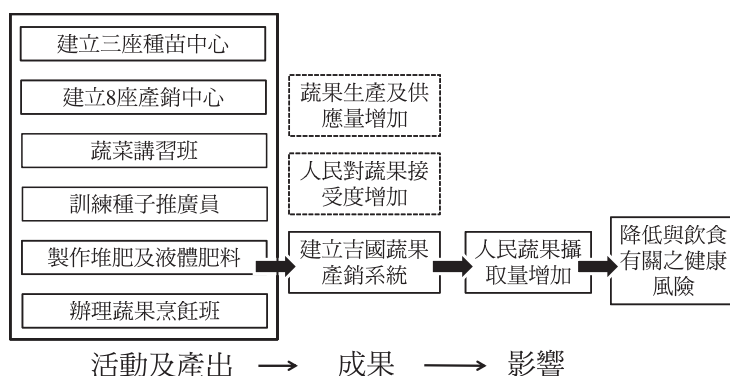 建立三座種苗中心
建立8座產銷中心
蔬菜講習班
訓練種子推廣員
製作堆肥及液體肥料
辦理蔬果烹飪班
蔬果生產及供
應量增加
人民對蔬果接
受度增加
建立吉國蔬果
產銷系統
人民蔬果攝
取量增加
降低與飲食
有關之健康
風險
活動及產出 → 成果 → 影響